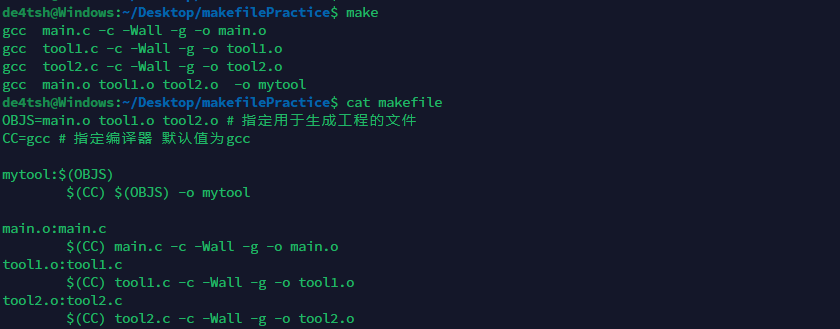 de4tsh@Windows:~/Desktop/makefilePractice$ make
gcc  main.c -c -Wall -g -o main.o
gcc  tool1.c -c -Wall -g -o tool1.o
gcc  tool2.c -c -Wall -g -o tool2.o
gcc  main.o tool1.o tool2.o  -o mytool
de4tsh@Windows:~/Desktop/makefilePractice$ cat makefile
OBJS=main.o tool1.o tool2.o # 指定用于生成工程的文件
CC=gcc # 指定编译器 默认值为gcc
mytool:$(OBJS)
        $(CC) $(OBJS) -o mytool
main.o:main.c
        $(CC) main.c -c -Wall -g -o main.o
tool1.o:tool1.c
        $(CC) tool1.c -c -Wall -g -o tool1.o
tool2.o:tool2.c
        $(CC) tool2.c -c -Wall -g -o tool2.o